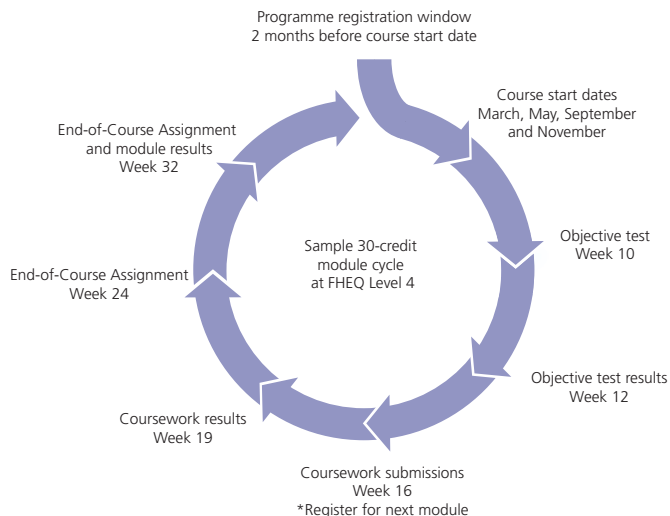 Programme registration window
2 months before course start date
Course start dates
March, May, September
and November
Objective test
Week 10
Objective test results
Week 12
Coursework submissions
Week 16
*Register for next module
Coursework results
Week 19
End-of-Course Assignment
Week 24
End-of-Course Assignment
and module results
Week 32
Sample 30-credit
module cycle
at FHEQ Level 4